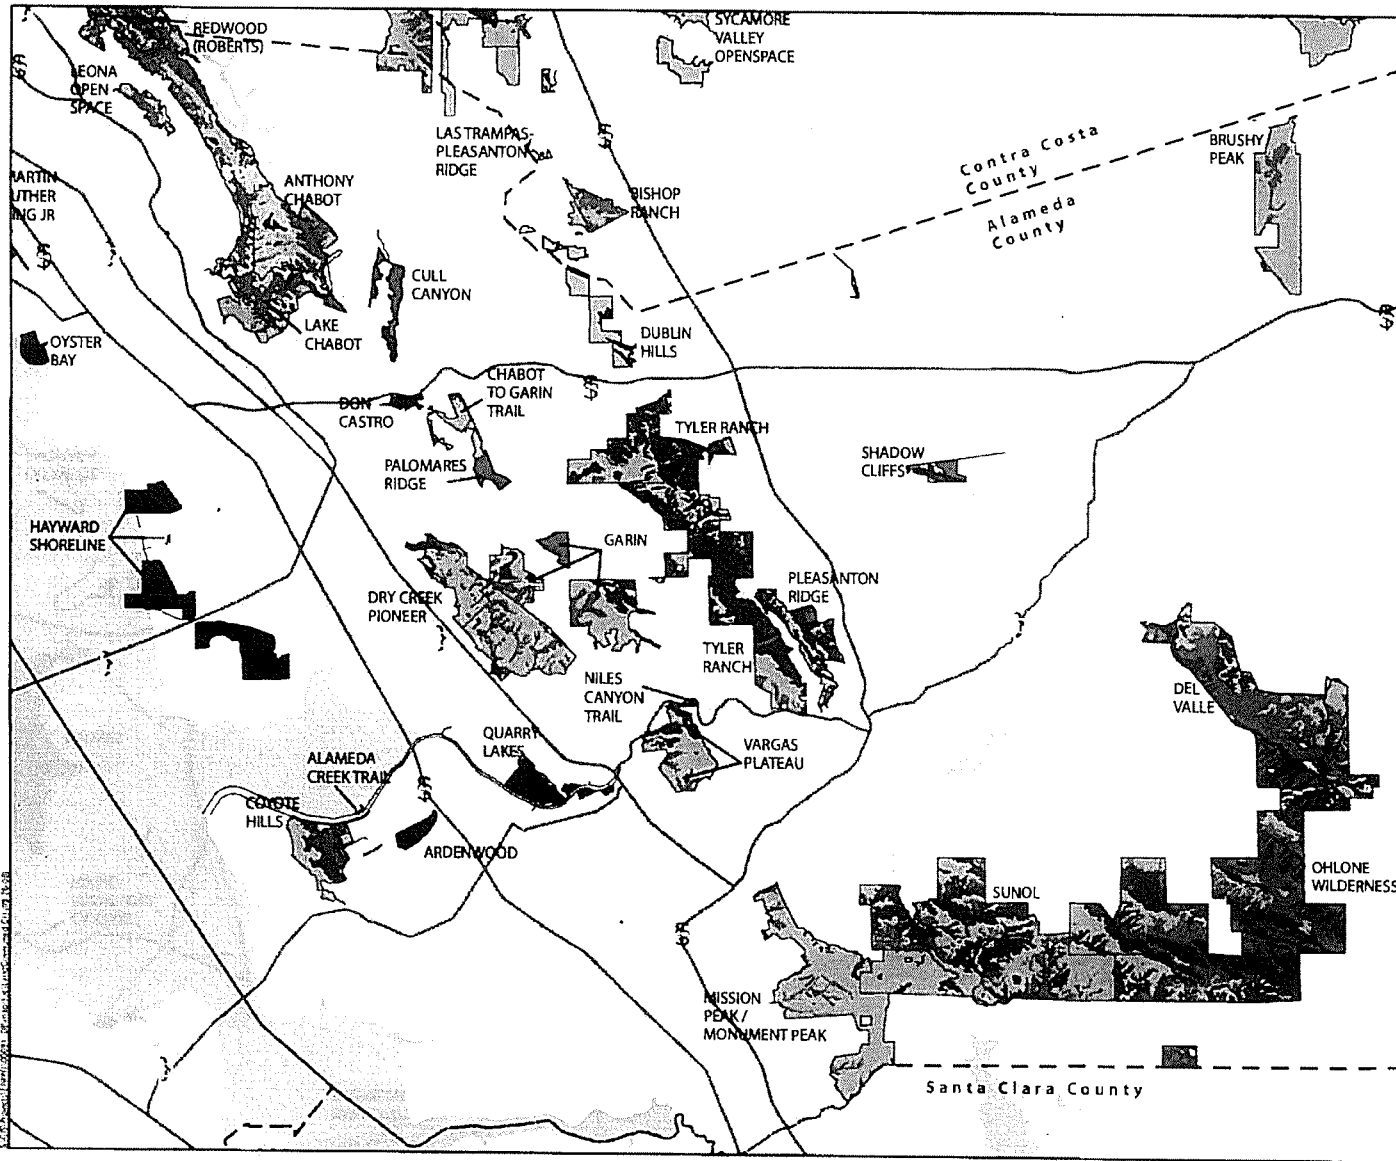 REDWOOD
(ROBERTS)
SYCAMORE
VALLEY
OPENSPACE
LEONA
OPEN
SPACE
LAS TRAMPAS-
PLEASANTON
RIDGE
Contra Costa
County
Alameda
County
BRUSHY
PEAK
ANTHONY
CHABOT
BISHOP
RANCH
CULL
CANYON
LAKE
CHABOT
DUBLIN
HILLS
OYSTER
BAY
CHABOT
TO GARIN
TRAIL
DON
CASTRO
TYLER RANCH
PALOMARES
RIDGE
SHADOW
CLIFFS
HAYWARD
SHORELINE
GARIN
PLEASANTON
RIDGE
DRY CREEK
PIONEER
TYLER
RANCH
NILES
CANYON
TRAIL
DEL
VALLE
QUARRY
LAKES
VARGAS
PLATEAU
ALAMEDA
CREEK TRAIL
COYOTE
HILLS
ARDENWOOD
SUNOL
OHLONE
WILDERNESS
MISSION
PEAK /
MONUMENT PEAK
Santa Clara County